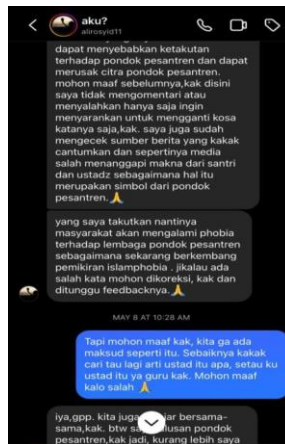 aku?
alirosyid11
dapat menyebabkan ketakutan
terhadap pondok pesantren dan dapat
merusak citra pondok pesantren.
mohon maaf sebelumnya,kak disini
saya tidak mengomentari atau
menyalahkan hanya saja ingin
menyarankan untuk mengganti kosa
katanya saja,kak. saya juga sudah
mengecek sumber berita yang kakak
cantumkan dan sepertinya media
salah menanggapi makna dari santri
dan ustadz sebagaimana hal itu
merupakan simbol dari pondok
pesantren.🙏
yang saya takutkan nantinya
masyarakat akan mengalami phobia
terhadap lembaga pondok pesantren
sebagaimana sekarang berkembang
pemikiran islamphobia . jikalau ada
salah kata mohon dikoreksi, kak dan
ditunggu feedbacknya.🙏
MAY 8 AT 10:28 AM
Tapi mohon maaf kak, kita ga ada
maksud seperti itu. Sebaiknya kakak
cari tau lagi arti ustad itu apa, setau ku
ustad itu ya guru kak. Mohon maaf
kalo salah 🙏
iya,gpp. kita juga jar bersama-
sama,kak. btw sa lusan pondok
pesantren,kak jadi, kurang lebih saya